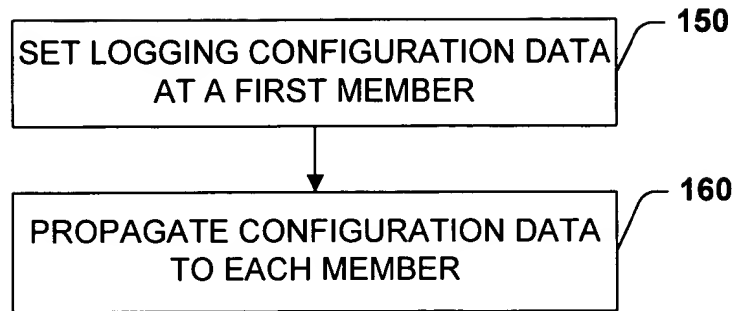 SET LOGGING CONFIGURATION DATA
AT A FIRST MEMBER
150
PROPAGATE CONFIGURATION DATA
TO EACH MEMBER
160